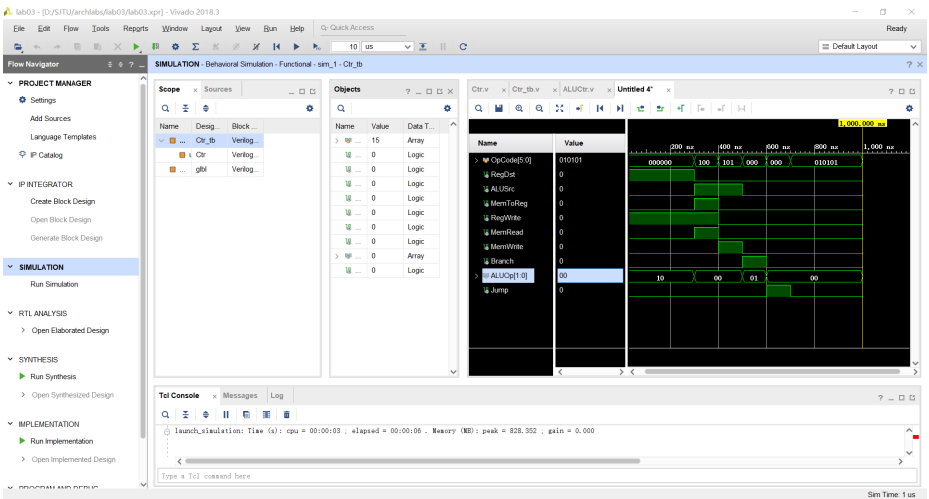 lab03 - [D:/SJTU/archlabs/lab03/lab03.xpr] - Vivado 2018.3
File Edit Flow Tools Reports Window Layout View Run Help Q- Quick Access Ready
10 us Default Layout
Flow Navigator
SIMULATION - Behavioral Simulation - Functional - sim_1 - Ctr_tb
PROJECT MANAGER
Settings
Add Sources
Language Templates
IP Catalog
IP INTEGRATOR
Create Block Design
Open Block Design
Generate Block Design
SIMULATION
Run Simulation
RTL ANALYSIS
Open Elaborated Design
SYNTHESIS
Run Synthesis
Open Synthesized Design
IMPLEMENTATION
Run Implementation
Open Implemented Design
PROGRAM AND DEBUG
Scope Sources
Name Desig... Block ...
... Ctr_tb Verilog...
Ctr Verilog...
... glbl Verilog...
Objects
Name Value Data T...
... 15 Array
... 0 Logic
... 0 Logic
... 0 Logic
... 0 Logic
... 0 Logic
... 0 Logic
... 0 Logic
... 0 Array
... 0 Logic
Ctr.v Ctr_tb.v ALUCtr.v Untitled 4*
1,000.000 ns
Name Value
200 ns 400 ns 600 ns 800 ns 1,000 ns
OpCode[5:0] 010101 000000 100 101 000 000 010101
RegDst 0
ALUSrc 0
MemToReg 0
RegWrite 0
MemRead 0
MemWrite 0
Branch 0
ALUOp[1:0] 00 10 00 01 00
Jump 0
Tcl Console Messages Log
launch_simulation: Time (s): cpu = 00:00:03 ; elapsed = 00:00:06 . Memory (MB): peak = 828.352 ; gain = 0.000
Type a Tcl command here
Sim Time: 1 us